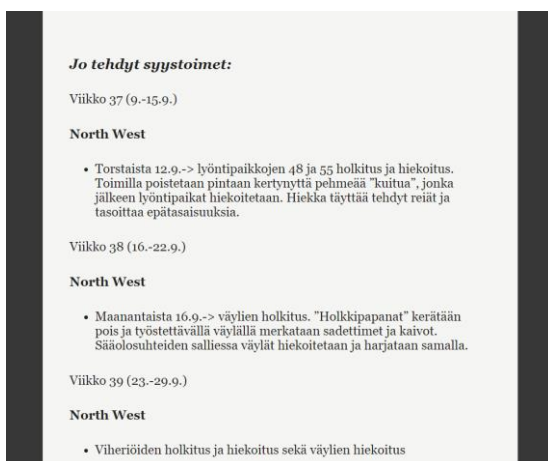 Jo tehdyt syystoimet:
Viikko 37 (9.-15.9.)
North West
• Torstaista 12.9.-> lyöntipaikkojen 48 ja 55 holkitus ja hiekoitus.
Toimilla poistetaan pintaan kertynyttä pehmeää "kuitua", jonka
jälkeen lyöntipaikat hiekoitetaan. Hiekka täyttää tehdyt reiät ja
tasoittaa epätasaisuuksia.
Viikko 38 (16.-22.9.)
North West
• Maanantaista 16.9.-> väylien holkitus. "Holkkipapanat" kerätään
pois ja työstettävällä väylällä merkataan sadettimet ja kaivot.
Sääolosuhteiden salliessa väylät hiekoitetaan ja harjataan samalla.
Viikko 39 (23.-29.9.)
North West
• Viheriöiden holkitus ja hiekoitus sekä väylien hiekoitus